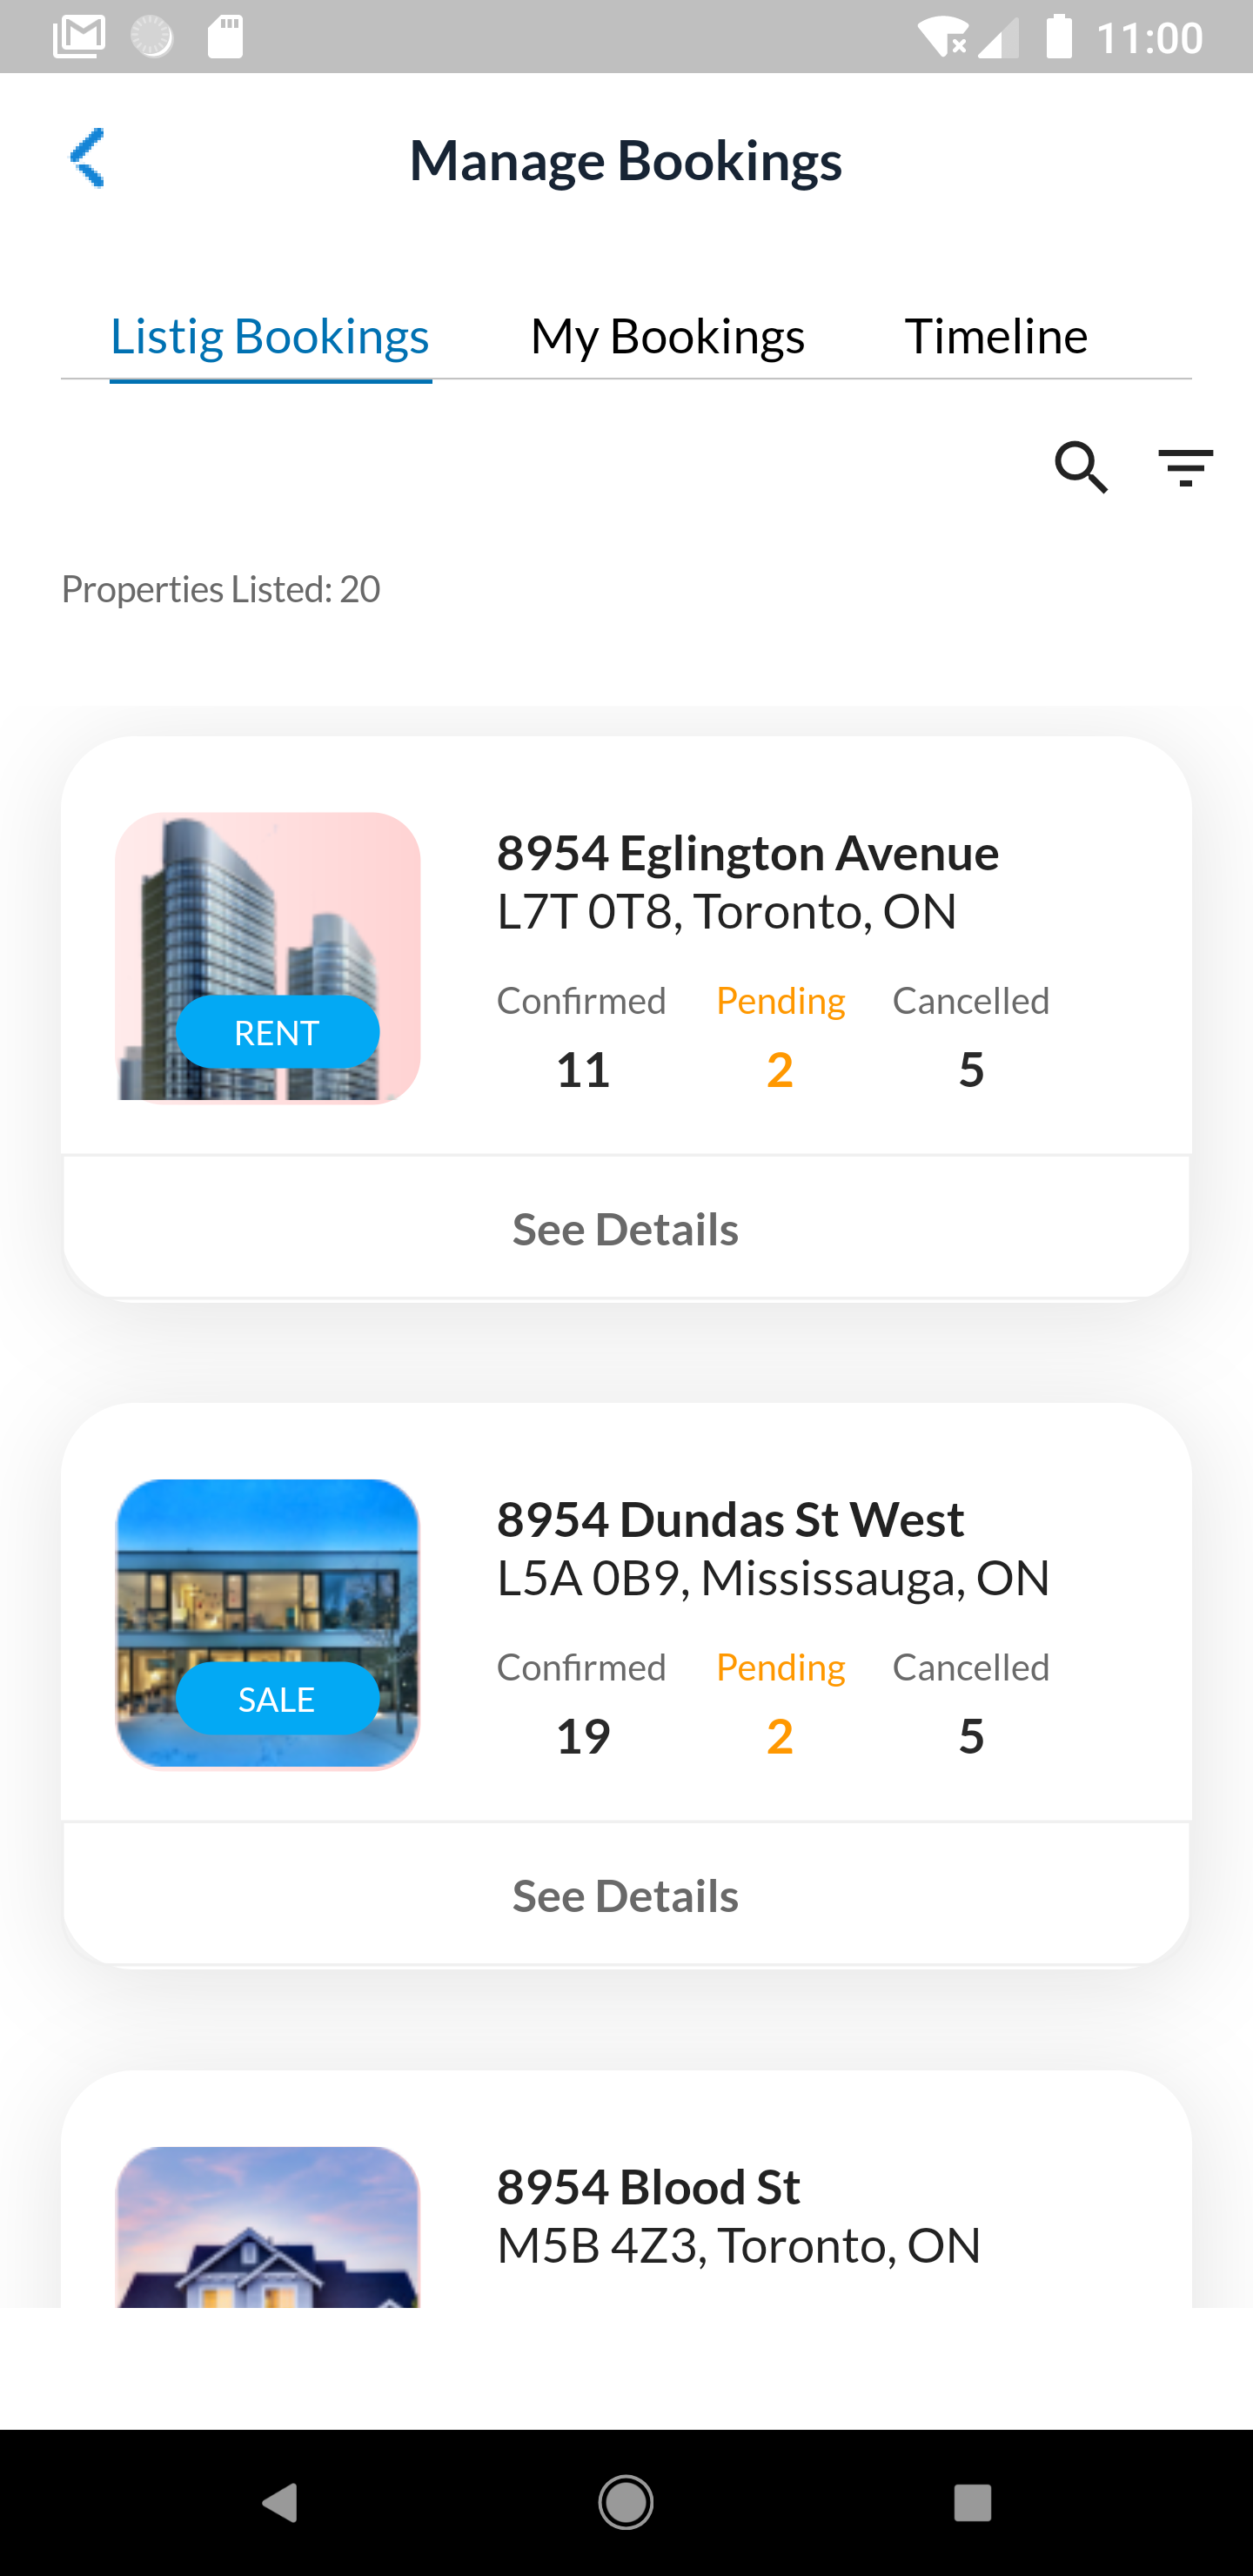 11:00
Manage Bookings
Listig Bookings My Bookings Timeline
Properties Listed: 20
8954 Eglington Avenue
L7T 0T8, Toronto, ON
Confirmed Pending Cancelled
11 2 5
RENT
See Details
8954 Dundas St West
L5A 0B9, Mississauga, ON
Confirmed Pending Cancelled
19 2 5
SALE
See Details
8954 Blood St
M5B 4Z3, Toronto, ON